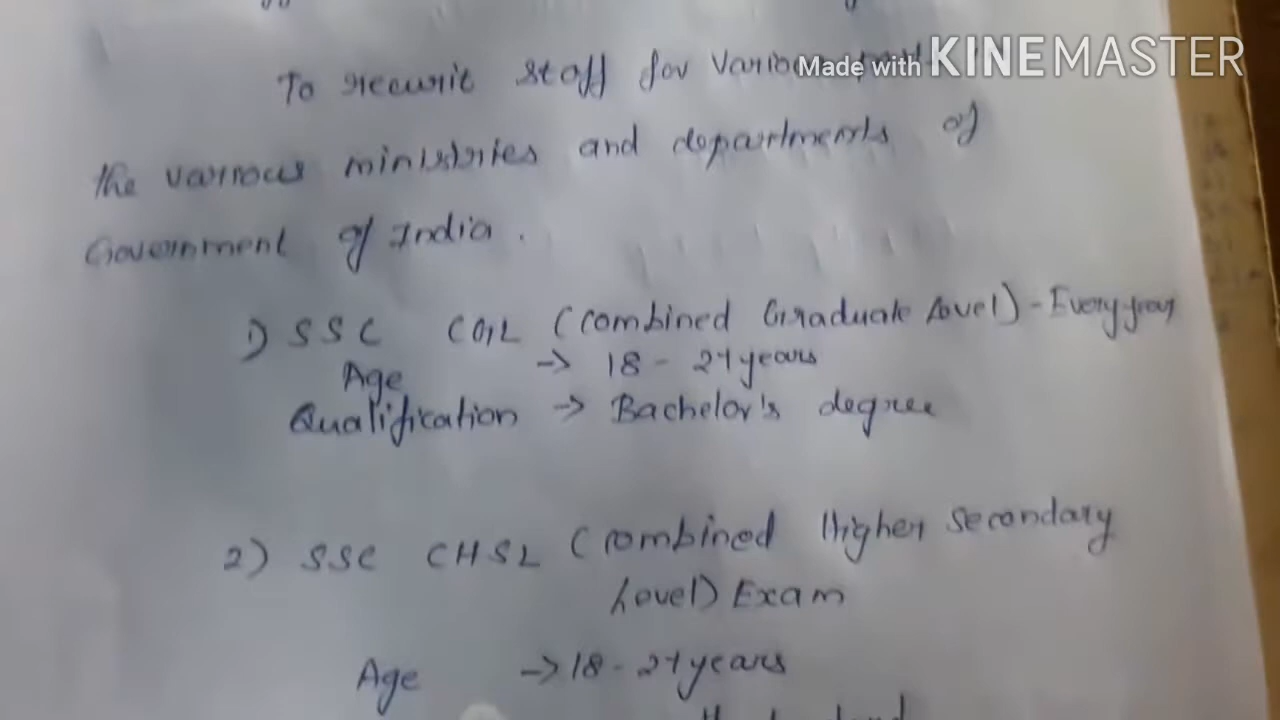 To recurit staff for various
Made with KINEMASTER
the various ministries and departments of
Government of India.
1) SSC CGL (Combined Graduate Level) - Every year
Age -> 18 - 27 years
Qualification -> Bachelor's degree
2) SSC CHSL (Combined Higher Secondary
Level) Exam
Age -> 18 - 27 years